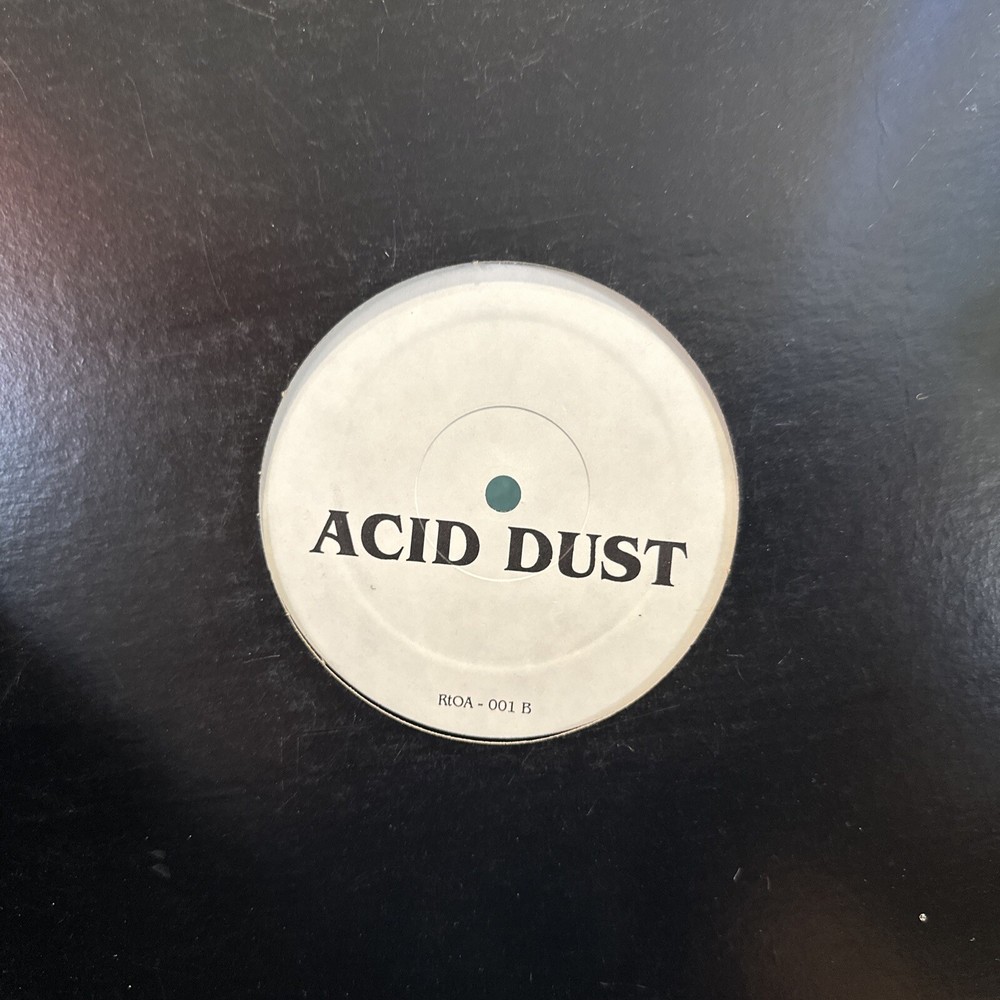 ACID DUST
RtOA - 001 B